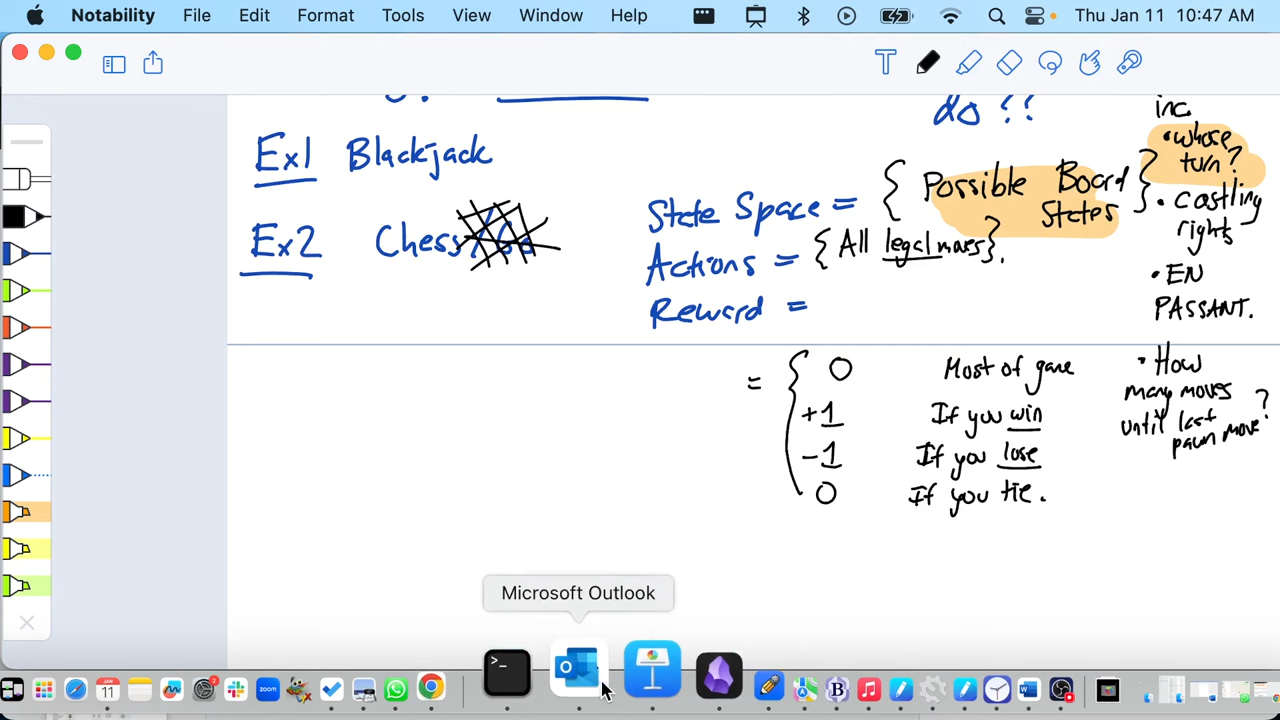 Notability File Edit Format Tools View Window Help Thu Jan 11 10:47 AM
do ??
inc.
• whose turn?
Ex1 Blackjack
State Space = { Possible Board States }
• castling rights
Ex2 Chess
Actions = { All legal moves }.
• EN PASSANT.
Reward =
= { 0 Most of game
+1 If you win
-1 If you lose
0 If you tie.
• How many moves until last pawn move?
Microsoft Outlook